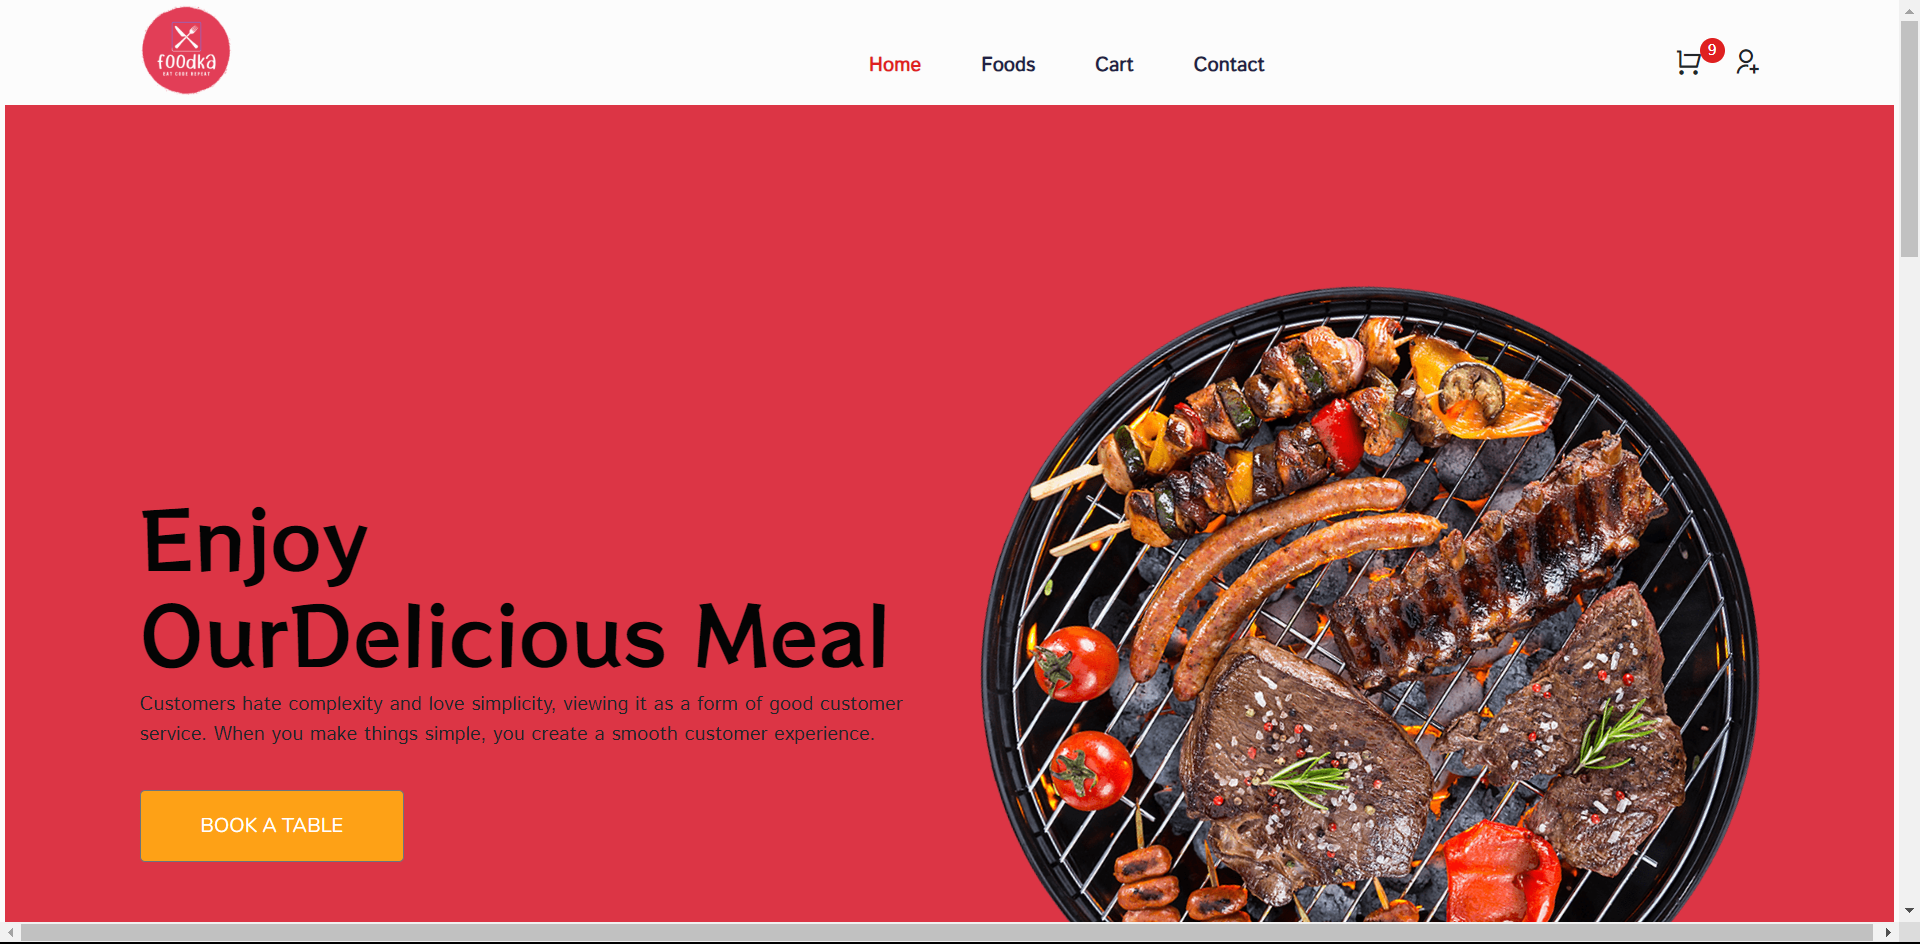 foodka
EAT CODE REPEAT
Home Foods Cart Contact
9
Enjoy
OurDelicious Meal
Customers hate complexity and love simplicity, viewing it as a form of good customer
service. When you make things simple, you create a smooth customer experience.
BOOK A TABLE